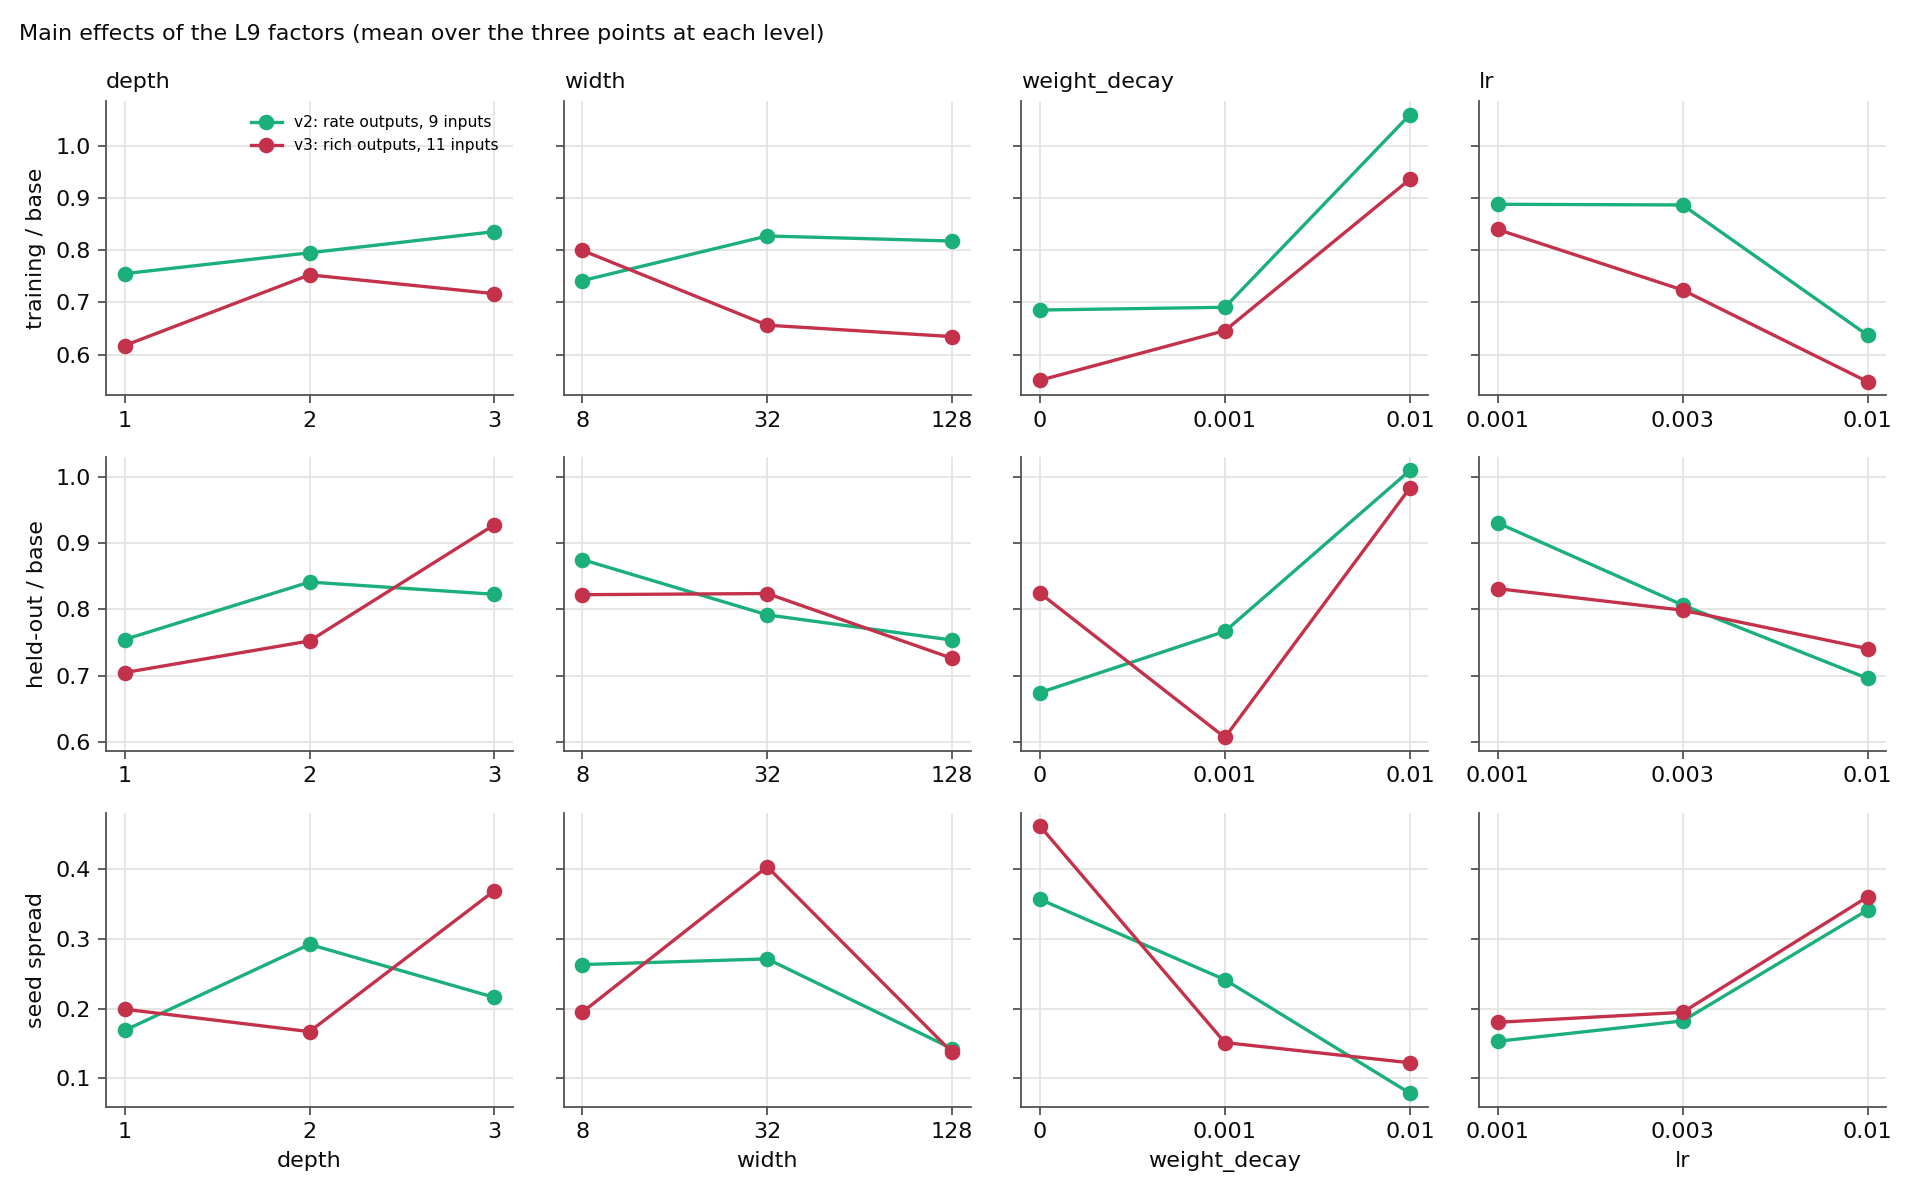 Main effects of the L9 factors (mean over the three points at each level)
depth
width
weight_decay
lr
v2: rate outputs, 9 inputs
v3: rich outputs, 11 inputs
training / base
1.0
0.9
0.8
0.7
0.6
1 2 3
8 32 128
0 0.001 0.01
0.001 0.003 0.01
held-out / base
1.0
0.9
0.8
0.7
0.6
1 2 3
8 32 128
0 0.001 0.01
0.001 0.003 0.01
seed spread
0.4
0.3
0.2
0.1
1 2 3
8 32 128
0 0.001 0.01
0.001 0.003 0.01
depth
width
weight_decay
lr